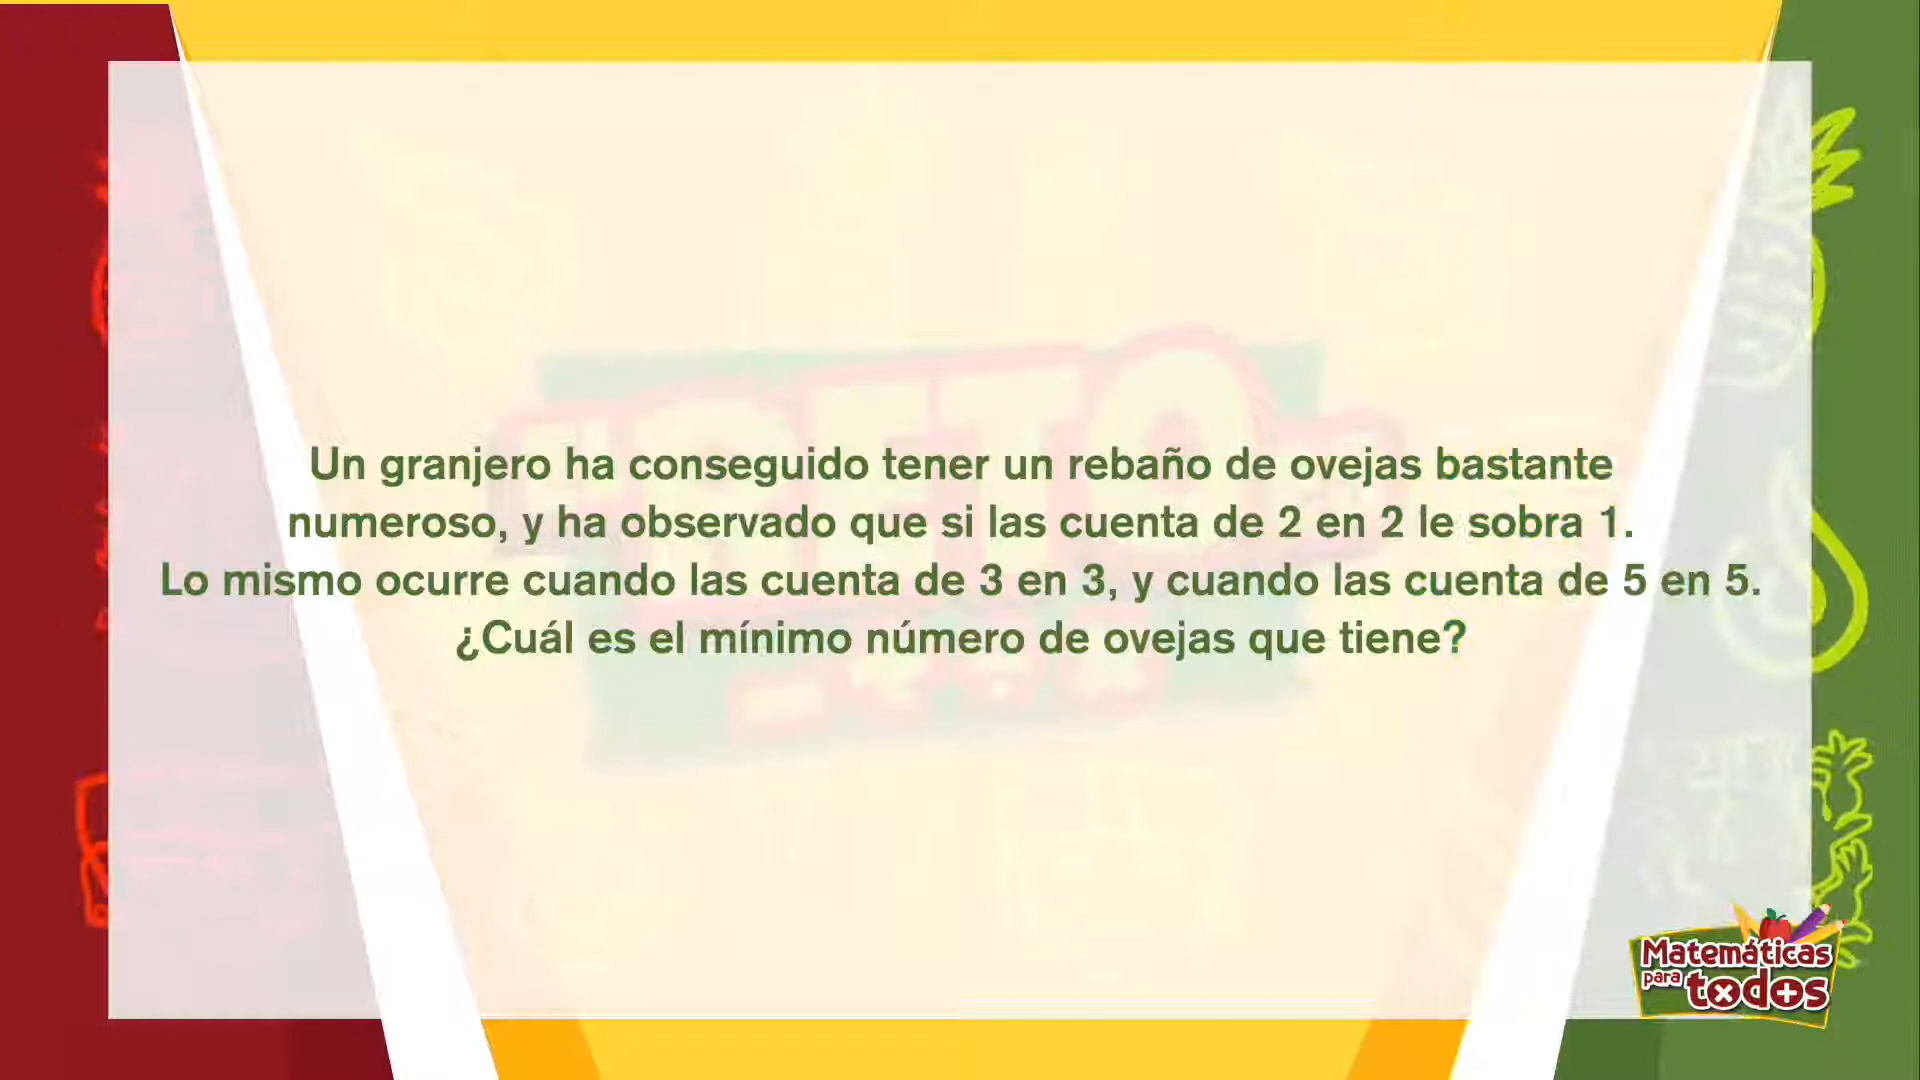 Un granjero ha conseguido tener un rebaño de ovejas bastante
numeroso, y ha observado que si las cuenta de 2 en 2 le sobra 1.
Lo mismo ocurre cuando las cuenta de 3 en 3, y cuando las cuenta de 5 en 5.
¿Cuál es el mínimo número de ovejas que tiene?
RETO
Matemáticas
para todos